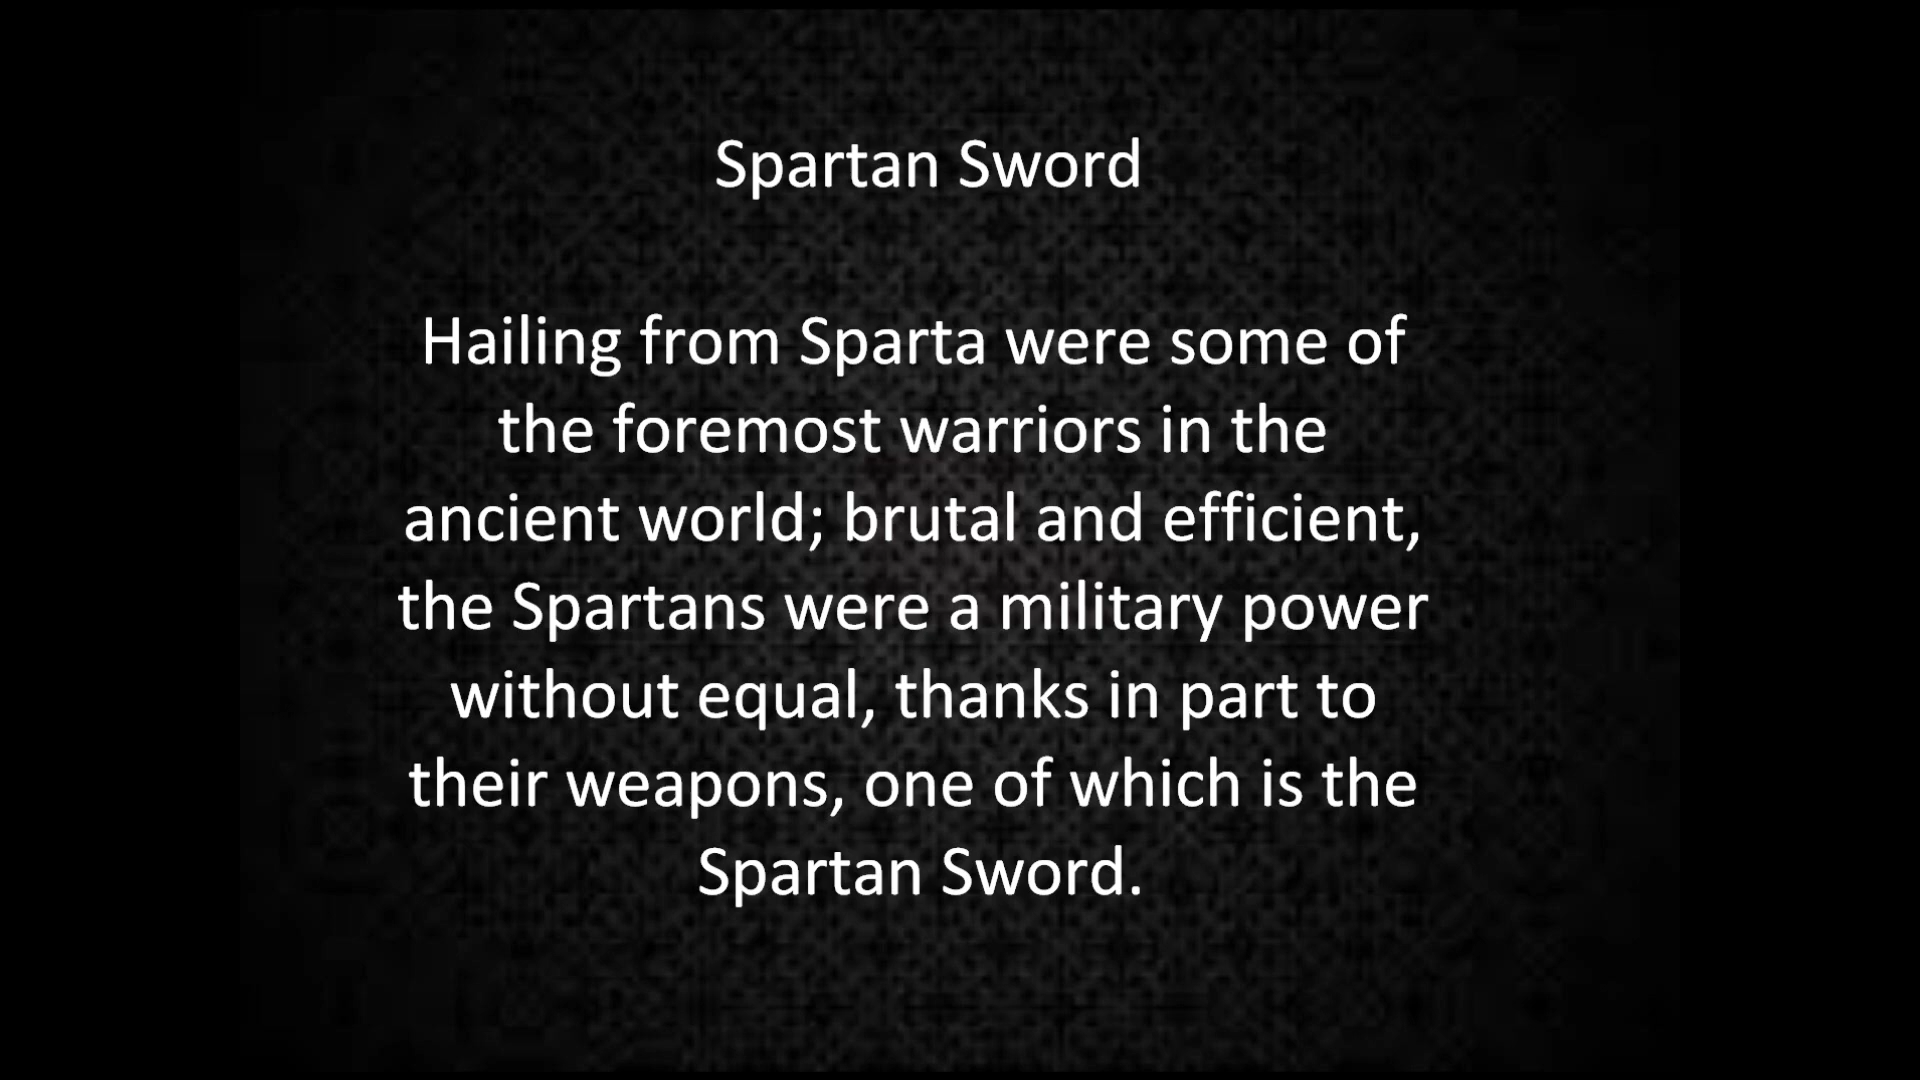 Spartan Sword
Hailing from Sparta were some of
the foremost warriors in the
ancient world; brutal and efficient,
the Spartans were a military power
without equal, thanks in part to
their weapons, one of which is the
Spartan Sword.